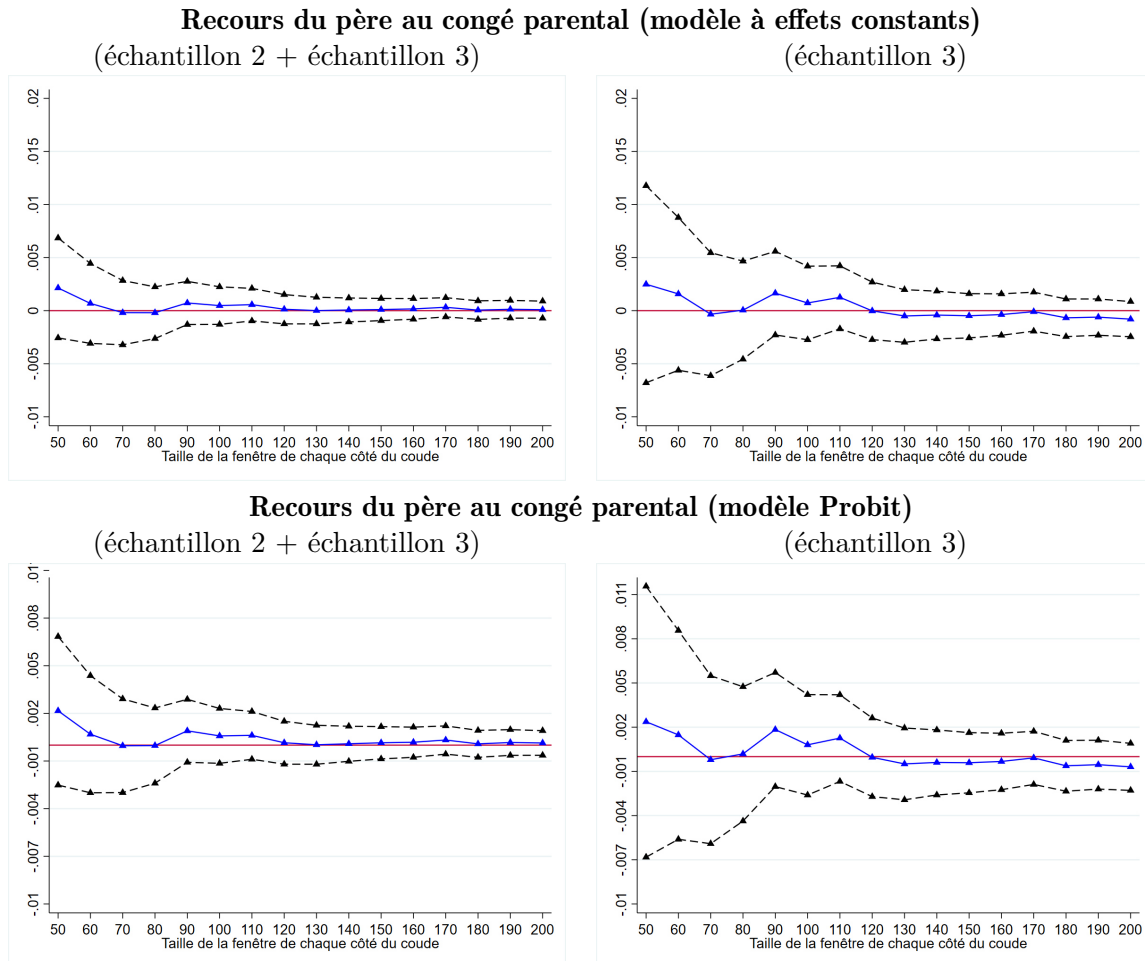 Recours du père au congé parental (modèle à effets constants)
(échantillon 2 + échantillon 3)
(échantillon 3)
.02
.015
.01
.005
0
-.005
-.01
50 60 70 80 90 100 110 120 130 140 150 160 170 180 190 200
Taille de la fenêtre de chaque côté du coude
.02
.015
.01
.005
0
-.005
-.01
50 60 70 80 90 100 110 120 130 140 150 160 170 180 190 200
Taille de la fenêtre de chaque côté du coude
Recours du père au congé parental (modèle Probit)
(échantillon 2 + échantillon 3)
(échantillon 3)
.01
.008
.005
.002
-.001
-.004
-.007
-.01
50 60 70 80 90 100 110 120 130 140 150 160 170 180 190 200
Taille de la fenêtre de chaque côté du coude
.011
.008
.005
.002
-.001
-.004
-.007
-.01
50 60 70 80 90 100 110 120 130 140 150 160 170 180 190 200
Taille de la fenêtre de chaque côté du coude